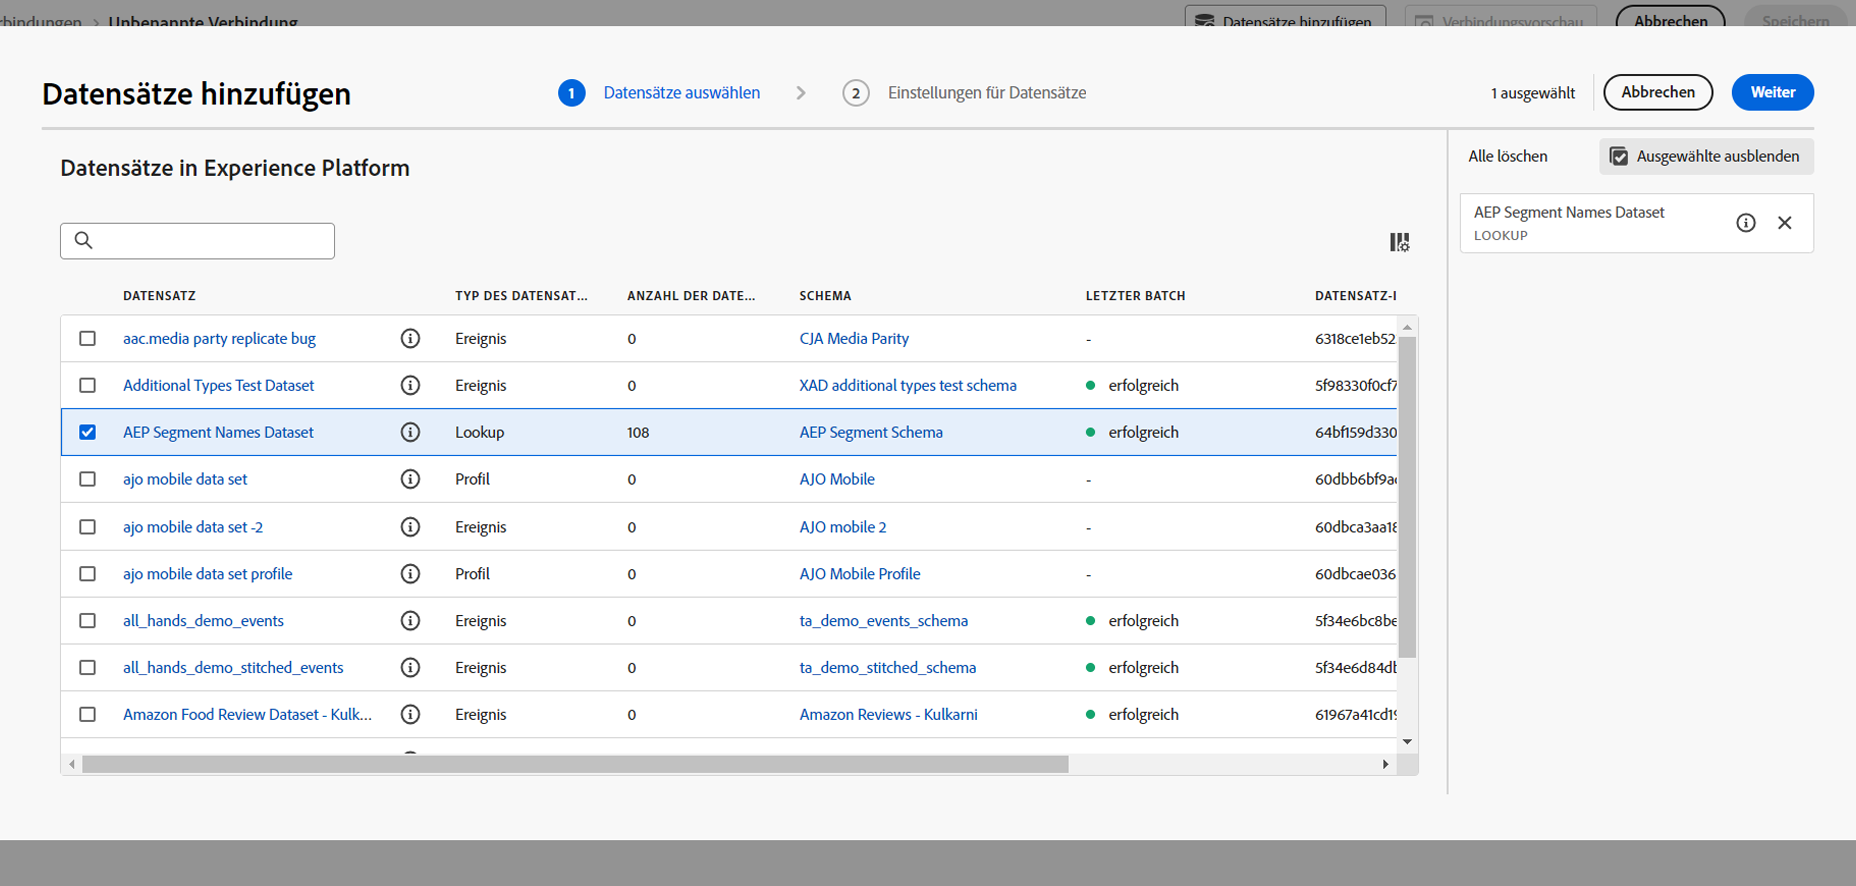 Unbenannte Verbindung
Datensätze hinzufügen
Verbindungsvorschau
Abbrechen
Speichern
Datensätze hinzufügen
1 Datensätze auswählen
2 Einstellungen für Datensätze
1 ausgewählt
Abbrechen
Weiter
Datensätze in Experience Platform
Alle löschen
Ausgewählte ausblenden
AEP Segment Names Dataset
LOOKUP
DATENSATZ TYP DES DATENSAT... ANZAHL DER DATE... SCHEMA LETZTER BATCH DATENSATZ-I
aac.media party replicate bug Ereignis 0 CJA Media Parity - 6318ce1eb52
Additional Types Test Dataset Ereignis 0 XAD additional types test schema erfolgreich 5f98330f0cf7
AEP Segment Names Dataset Lookup 108 AEP Segment Schema erfolgreich 64bf159d330
ajo mobile data set Profil 0 AJO Mobile - 60dbb6bf9a
ajo mobile data set -2 Ereignis 0 AJO mobile 2 - 60dbca3aa18
ajo mobile data set profile Profil 0 AJO Mobile Profile - 60dbcae036
all_hands_demo_events Ereignis 0 ta_demo_events_schema erfolgreich 5f34e6bc8be
all_hands_demo_stitched_events Ereignis 0 ta_demo_stitched_schema erfolgreich 5f34e6d84db
Amazon Food Review Dataset - Kulk... Ereignis 0 Amazon Reviews - Kulkarni erfolgreich 61967a41cd19